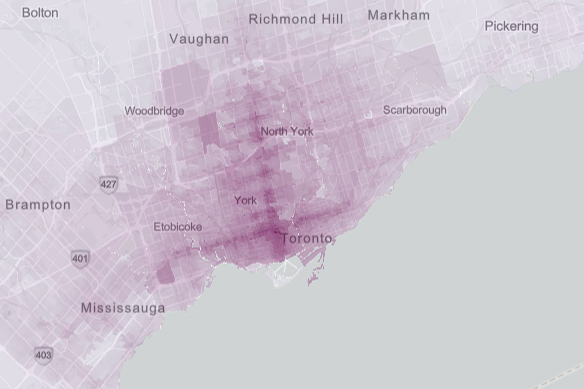 Bolton
Richmond Hill
Markham
Pickering
Vaughan
Woodbridge
Scarborough
North York
427
Brampton
York
Etobicoke
Toronto
401
Mississauga
403